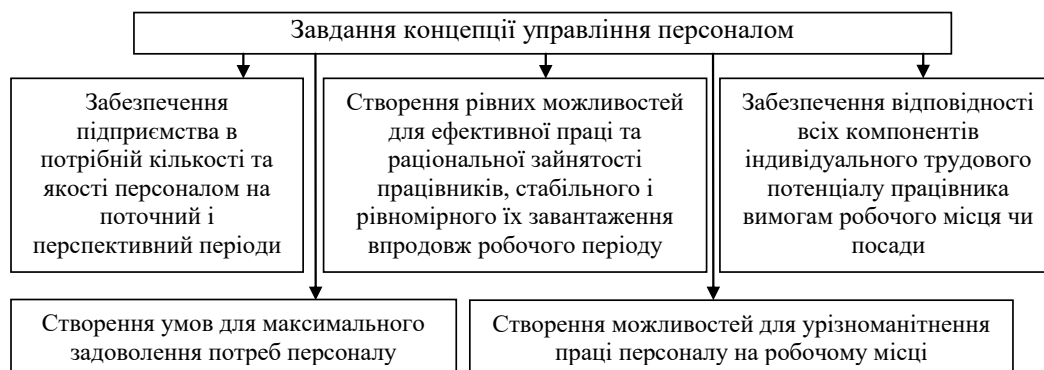 Завдання концепції управління персоналом
Забезпечення
підприємства в
потрібній кількості та
якості персоналом на
поточний і
перспективний періоди
Створення рівних можливостей
для ефективної праці та
раціональної зайнятості
працівників, стабільного і
рівномірного їх завантаження
впродовж робочого періоду
Забезпечення відповідності
всіх компонентів
індивідуального трудового
потенціалу працівника
вимогам робочого місця чи
посади
Створення умов для максимального
задоволення потреб персоналу
Створення можливостей для урізноманітнення
праці персоналу на робочому місці